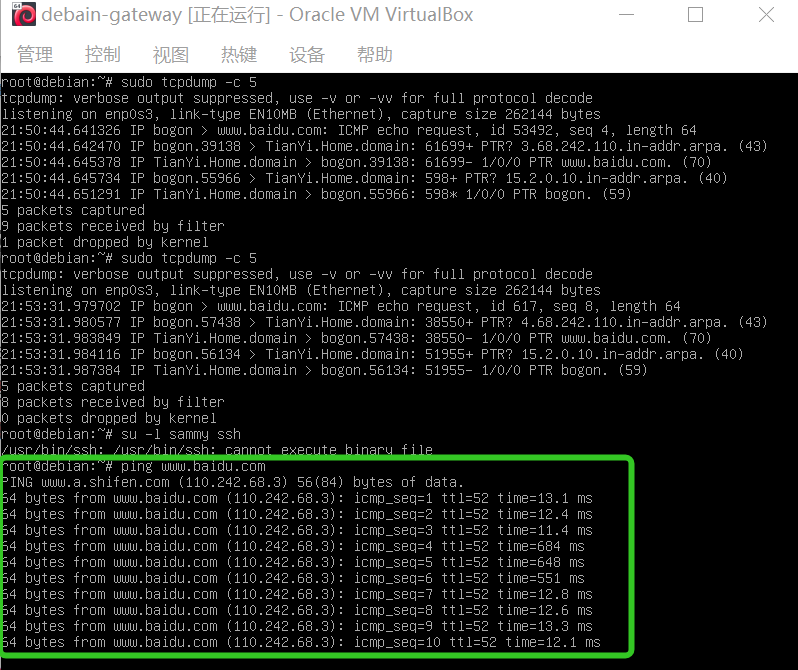 64
debain-gateway [正在运行] - Oracle VM VirtualBox
管理 控制 视图 热键 设备 帮助
root@debian:~# sudo tcpdump -c 5
tcpdump: verbose output suppressed, use -v or -vv for full protocol decode
listening on enp0s3, link-type EN10MB (Ethernet), capture size 262144 bytes
21:50:44.641326 IP bogon > www.baidu.com: ICMP echo request, id 53492, seq 4, length 64
21:50:44.642470 IP bogon.39138 > TianYi.Home.domain: 61699+ PTR? 3.68.242.110.in-addr.arpa. (43)
21:50:44.645378 IP TianYi.Home.domain > bogon.39138: 61699- 1/0/0 PTR www.baidu.com. (70)
21:50:44.645734 IP bogon.55966 > TianYi.Home.domain: 598+ PTR? 15.2.0.10.in-addr.arpa. (40)
21:50:44.651291 IP TianYi.Home.domain > bogon.55966: 598* 1/0/0 PTR bogon. (59)
5 packets captured
9 packets received by filter
1 packet dropped by kernel
root@debian:~# sudo tcpdump -c 5
tcpdump: verbose output suppressed, use -v or -vv for full protocol decode
listening on enp0s3, link-type EN10MB (Ethernet), capture size 262144 bytes
21:53:31.979702 IP bogon > www.baidu.com: ICMP echo request, id 617, seq 8, length 64
21:53:31.980577 IP bogon.57438 > TianYi.Home.domain: 38550+ PTR? 4.68.242.110.in-addr.arpa. (43)
21:53:31.983849 IP TianYi.Home.domain > bogon.57438: 38550- 1/0/0 PTR www.baidu.com. (70)
21:53:31.984116 IP bogon.56134 > TianYi.Home.domain: 51955+ PTR? 15.2.0.10.in-addr.arpa. (40)
21:53:31.987384 IP TianYi.Home.domain > bogon.56134: 51955- 1/0/0 PTR bogon. (59)
5 packets captured
8 packets received by filter
0 packets dropped by kernel
root@debian:~# su -l sammy ssh
/usr/bin/ssh: /usr/bin/ssh: cannot execute binary file
root@debian:~# ping www.baidu.com
PING www.a.shifen.com (110.242.68.3) 56(84) bytes of data.
64 bytes from www.baidu.com (110.242.68.3): icmp_seq=1 ttl=52 time=13.1 ms
64 bytes from www.baidu.com (110.242.68.3): icmp_seq=2 ttl=52 time=12.4 ms
64 bytes from www.baidu.com (110.242.68.3): icmp_seq=3 ttl=52 time=11.4 ms
64 bytes from www.baidu.com (110.242.68.3): icmp_seq=4 ttl=52 time=684 ms
64 bytes from www.baidu.com (110.242.68.3): icmp_seq=5 ttl=52 time=648 ms
64 bytes from www.baidu.com (110.242.68.3): icmp_seq=6 ttl=52 time=551 ms
64 bytes from www.baidu.com (110.242.68.3): icmp_seq=7 ttl=52 time=12.8 ms
64 bytes from www.baidu.com (110.242.68.3): icmp_seq=8 ttl=52 time=12.6 ms
64 bytes from www.baidu.com (110.242.68.3): icmp_seq=9 ttl=52 time=13.3 ms
64 bytes from www.baidu.com (110.242.68.3): icmp_seq=10 ttl=52 time=12.1 ms